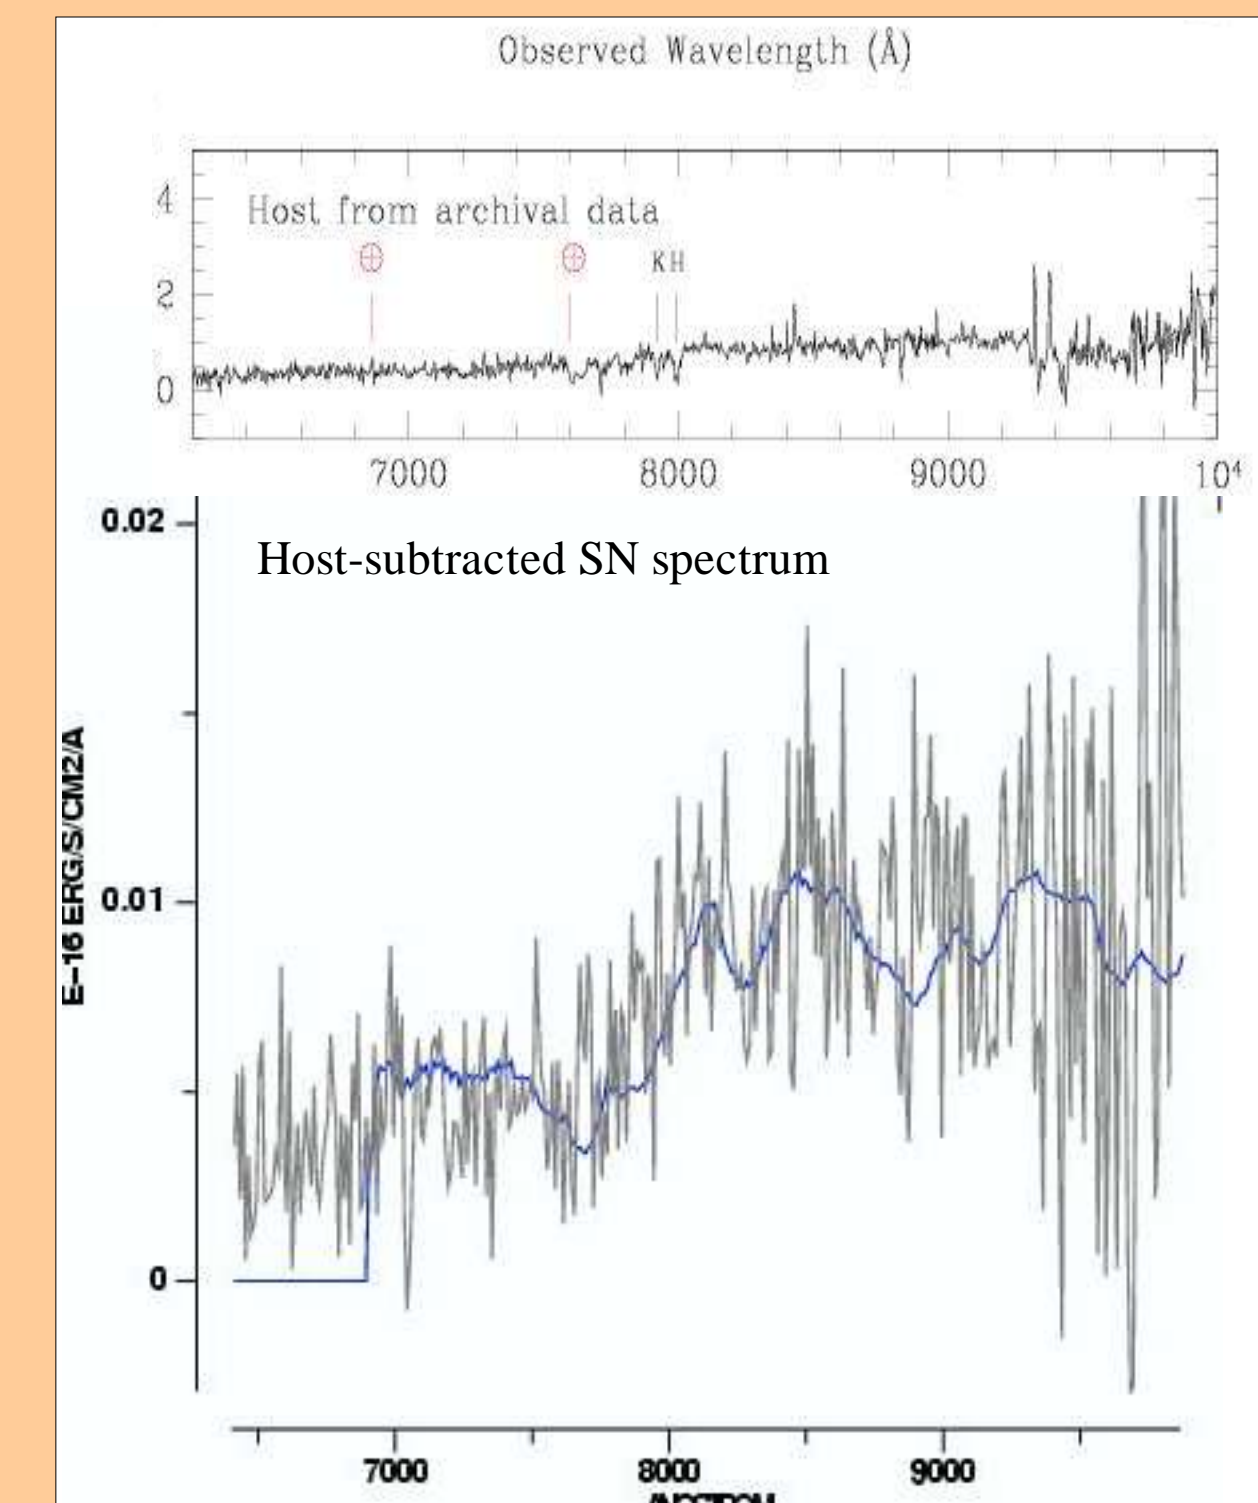 Observed Wavelength (Å)
4
Host from archival data
K H
2
0
7000 8000 9000 10⁴
0.02
Host-subtracted SN spectrum
E-16 ERG/S/CM2/A
0.01
0
7000 8000 9000